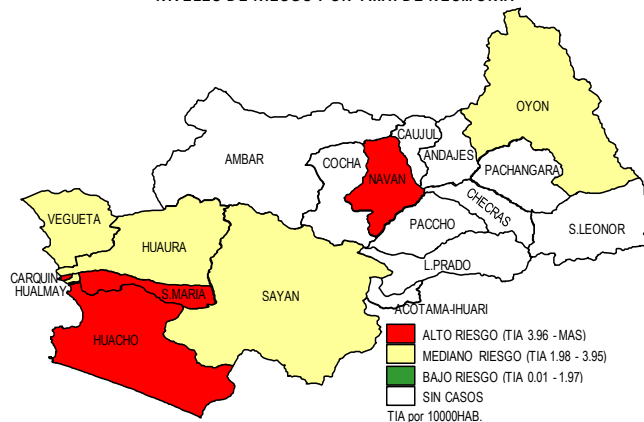 OYON
CAUJUL
AMBAR
COCHA
ANDAJES
NAVAN
PACHANGARA
CHECRAS
VEGUETA
PACCHO
S.LEONOR
HUAURA
L.PRADO
CARQUIN
HUALMAY
S.MARIA
SAYAN
ACOTAMA-IHUARI
HUACHO
ALTO RIESGO (TIA 3.96 - MAS)
MEDIANO RIESGO (TIA 1.98 - 3.95)
BAJO RIESGO (TIA 0.01 - 1.97)
SIN CASOS
TIA por 10000HAB.